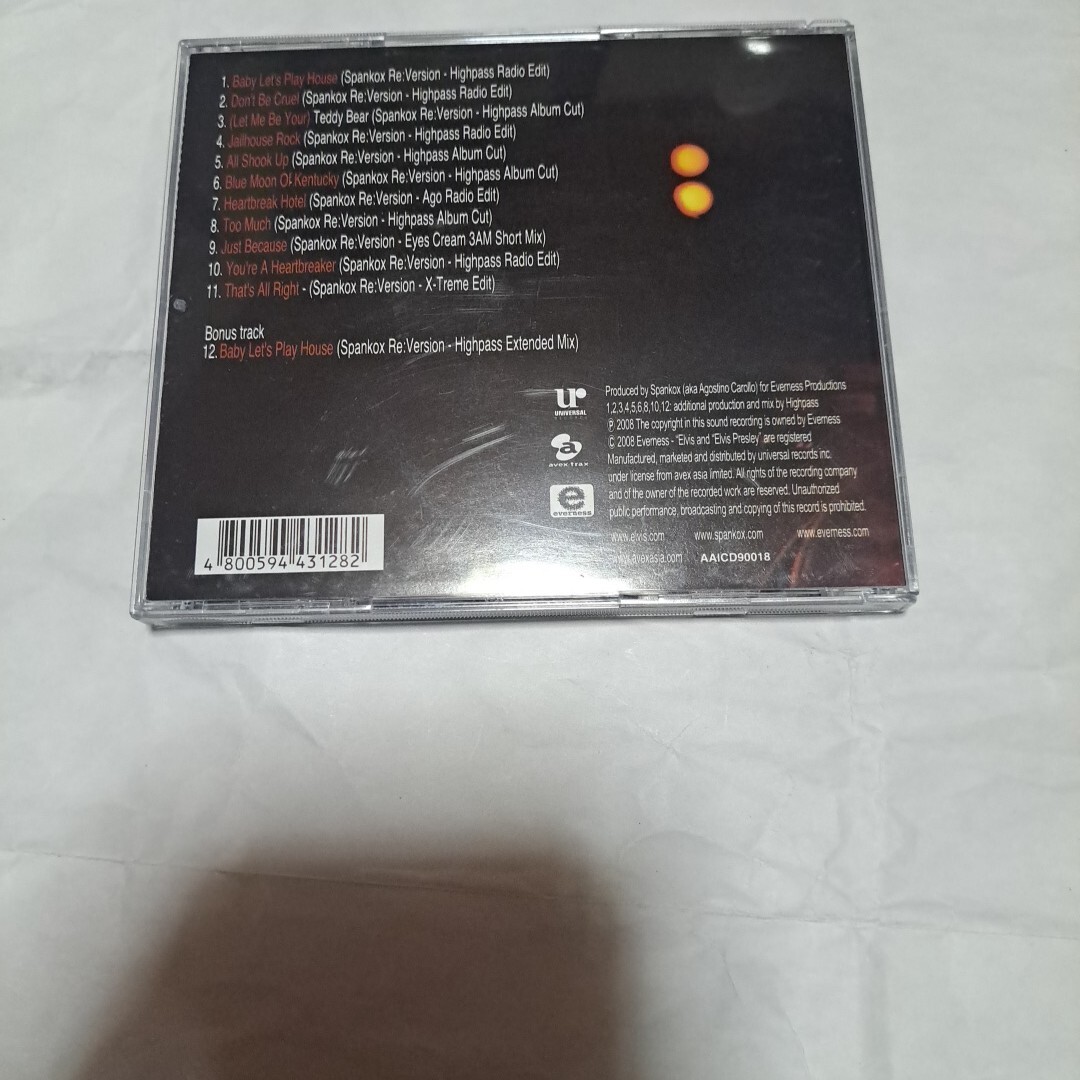 1. Baby Let's Play House (Spankox Re:Version - Highpass Radio Edit)
2. Don't Be Cruel (Spankox Re:Version - Highpass Radio Edit)
3. (Let Me Be Your) Teddy Bear (Spankox Re:Version - Highpass Album Cut)
4. Jailhouse Rock (Spankox Re:Version - Highpass Radio Edit)
5. All Shook Up (Spankox Re:Version - Highpass Album Cut)
6. Blue Moon Of Kentucky (Spankox Re:Version - Highpass Album Cut)
7. Heartbreak Hotel (Spankox Re:Version - Ago Radio Edit)
8. Too Much (Spankox Re:Version - Highpass Album Cut)
9. Just Because (Spankox Re:Version - Eyes Cream 3AM Short Mix)
10. You're A Heartbreaker (Spankox Re:Version - Highpass Radio Edit)
11. That's All Right - (Spankox Re:Version - X-Treme Edit)
Bonus track
12. Baby Let's Play House (Spankox Re:Version - Highpass Extended Mix)
ur
UNIVERSAL
RECORDS
a
avex trax
e
everness
Produced by Spankox (aka Agostino Carollo) for Everness Productions
1,2,3,4,5,6,8,10,12: additional production and mix by Highpass
℗ 2008 The copyright in this sound recording is owned by Everness
© 2008 Everness - "Elvis and "Elvis Presley" are registered
Manufactured, marketed and distributed by universal records inc.
under license from avex asia limited. All rights of the recording company
and of the owner of the recorded work are reserved. Unauthorized
public performance, broadcasting and copying of this record is prohibited.
www.elvis.com www.spankox.com www.everness.com
www.avexasia.com AAICD90018
4 800594 431282